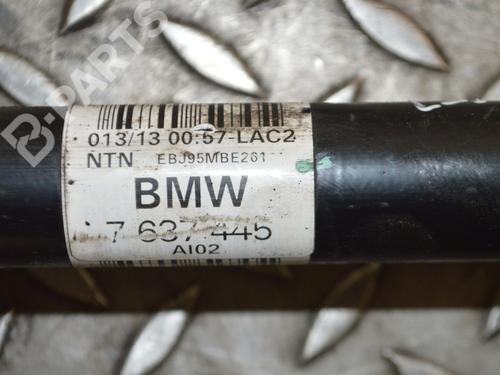 B-PARTS
013/13 00:57-LAC2
NTN EBJ95MBE261
BMW
7 637 445
AI02